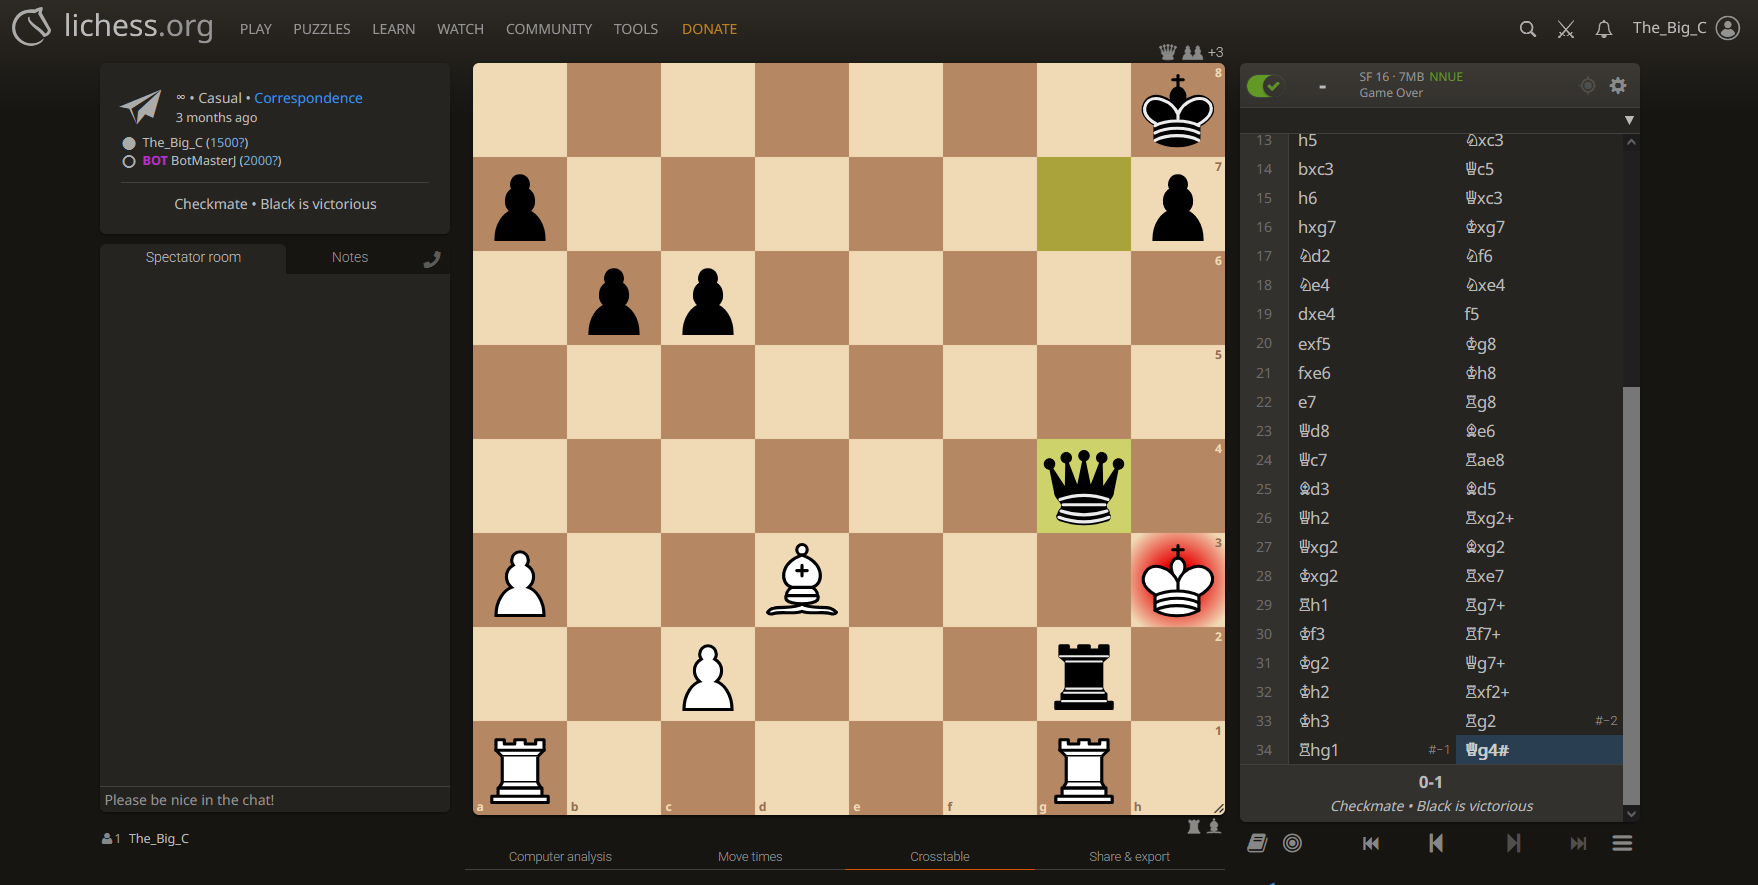 lichess.org
PLAY PUZZLES LEARN WATCH COMMUNITY TOOLS DONATE
The_Big_C
∞ • Casual • Correspondence
3 months ago
The_Big_C (1500?)
BOT BotMasterJ (2000?)
Checkmate • Black is victorious
Spectator room Notes
Please be nice in the chat!
1 The_Big_C
+3
8
7
6
5
4
3
2
1
a b c d e f g h
Computer analysis Move times Crosstable Share & export
-
SF 16 · 7MB NNUE
Game Over
13 h5 ♘xc3
14 bxc3 ♕c5
15 h6 ♕xc3
16 hxg7 ♔xg7
17 ♘d2 ♘f6
18 ♘e4 ♘xe4
19 dxe4 f5
20 exf5 ♔g8
21 fxe6 ♔h8
22 e7 ♖g8
23 ♕d8 ♗e6
24 ♕c7 ♖ae8
25 ♗d3 ♗d5
26 ♕h2 ♖xg2+
27 ♕xg2 ♗xg2
28 ♔xg2 ♖xe7
29 ♖h1 ♖g7+
30 ♔f3 ♖f7+
31 ♔g2 ♕g7+
32 ♔h2 ♖xf2+
33 ♔h3 ♖g2 #-2
34 ♖hg1 #-1 ♕g4#
0-1
Checkmate • Black is victorious